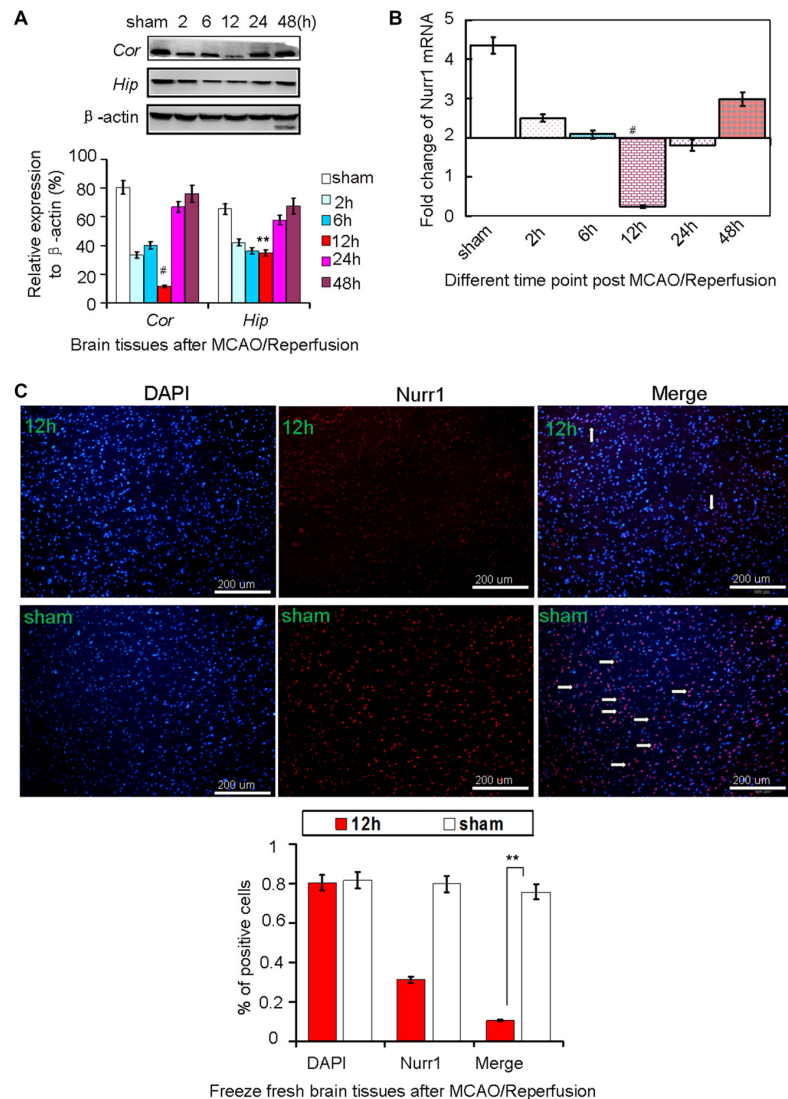 A
sham 2 6 12 24 48(h)
Cor
Hip
β-actin
Relative expression
to β-actin (%)
100
80
60
40
20
0
#
**
Cor Hip
Brain tissues after MCAO/Reperfusion
sham
2h
6h
12h
24h
48h
B
Fold change of Nurr1 mRNA
5
4
3
2
1
0
#
sham 2h 6h 12h 24h 48h
Different time point post MCAO/Reperfusion
C
DAPI Nurr1 Merge
12h 12h 12h
200 um 200 um 200 um
sham sham sham
200 um 200 um 200 um
12h sham
% of positive cells
1
0.8
0.6
0.4
0.2
0
**
DAPI Nurr1 Merge
Freeze fresh brain tissues after MCAO/Reperfusion